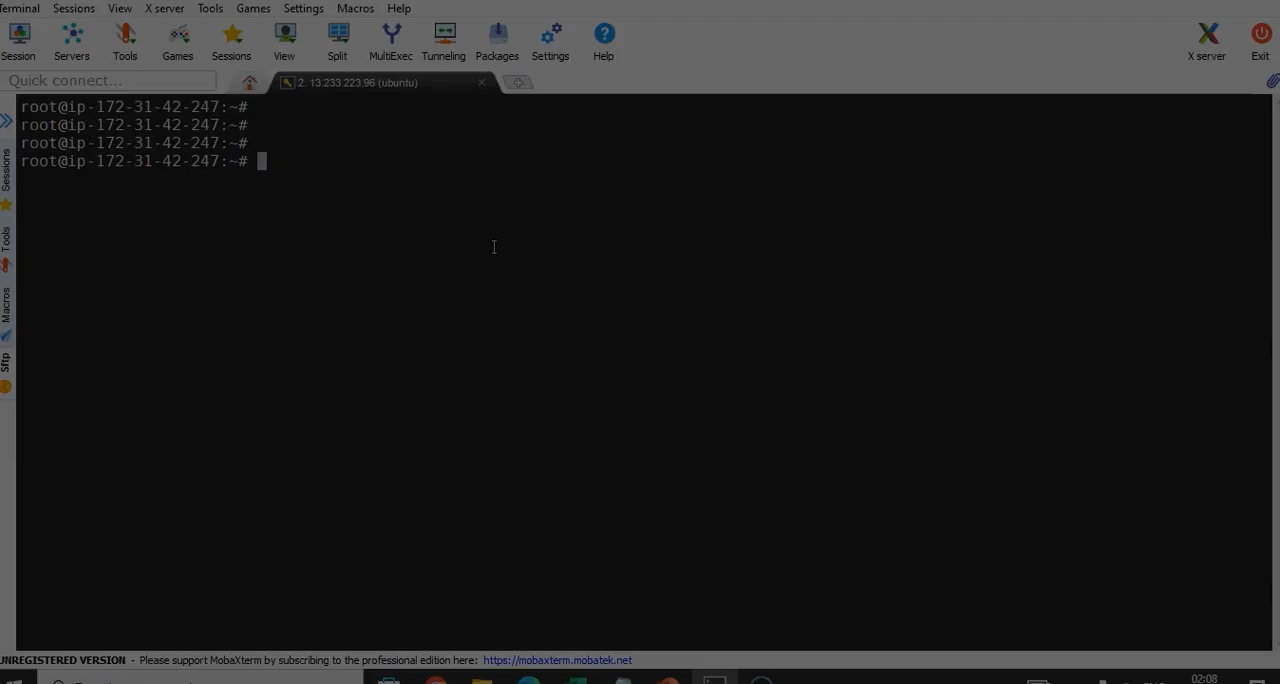 Terminal Sessions View X server Tools Games Settings Macros Help
Session Servers Tools Games Sessions View Split MultiExec Tunneling Packages Settings Help X server Exit
Quick connect...
2. 13.233.223.96 (ubuntu)
root@ip-172-31-42-247:~#
root@ip-172-31-42-247:~#
root@ip-172-31-42-247:~#
root@ip-172-31-42-247:~#
Sessions
Tools
Macros
Sftp
UNREGISTERED VERSION - Please support MobaXterm by subscribing to the professional edition here: https://mobaxterm.mobatek.net
02:08